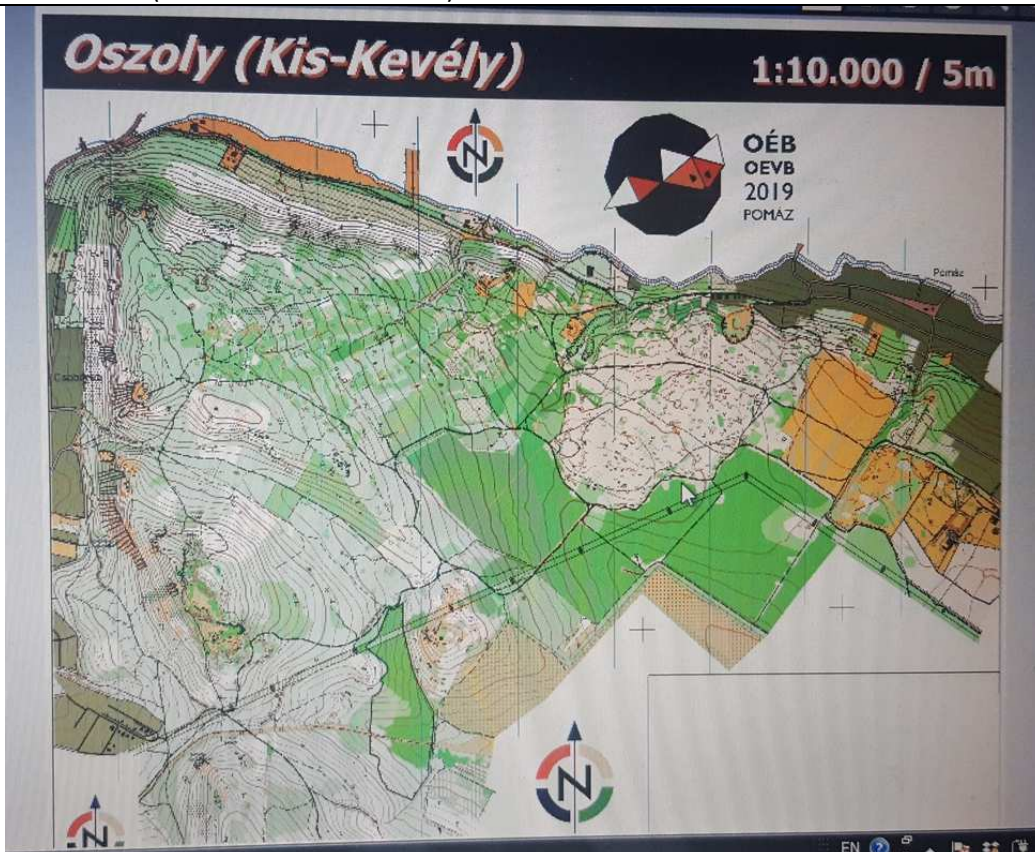 Oszoly (Kis-Kevély)
1:10.000 / 5m
N
OÉB
OEVB
2019
POMÁZ
Pomáz
N
N
EN